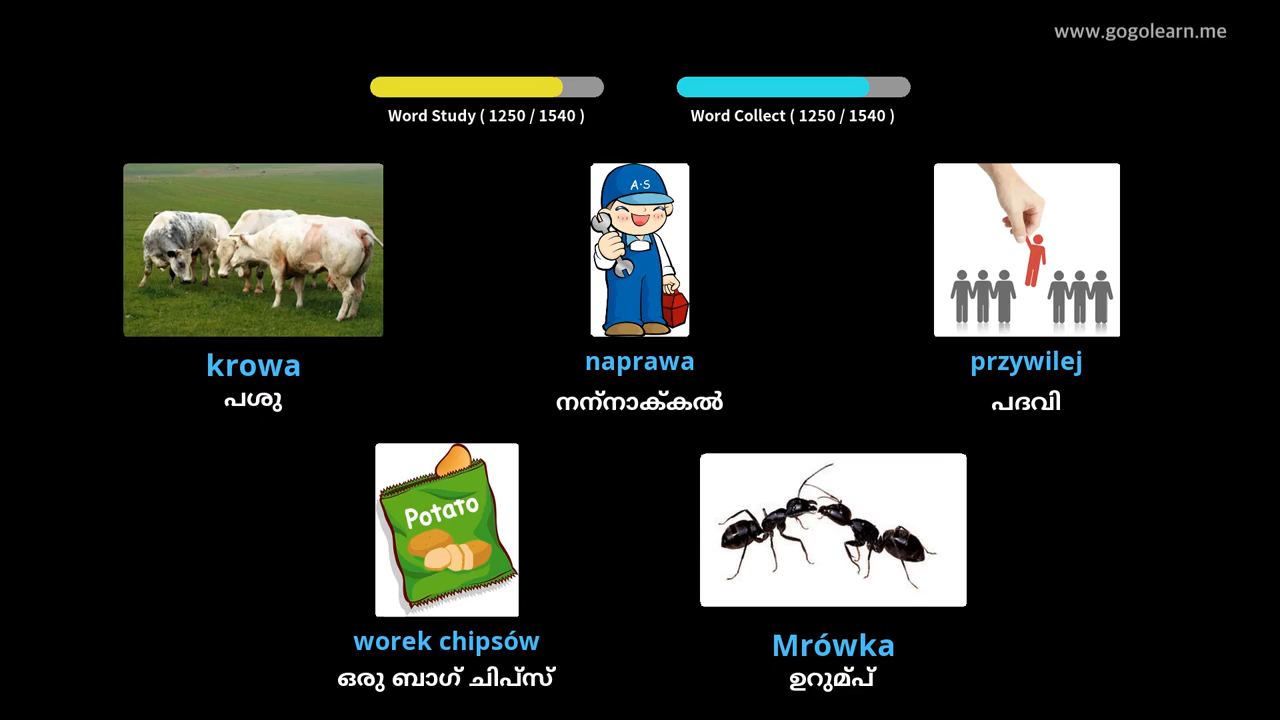 www.gogolearn.me
Word Study ( 1250 / 1540 )
Word Collect ( 1250 / 1540 )
A·S
krowa
പശു
naprawa
നന്നാക്കൽ
przywilej
പദവി
Potato
worek chipsów
ഒരു ബാഗ് ചിപ്സ്
Mrówka
ഉറുമ്പ്